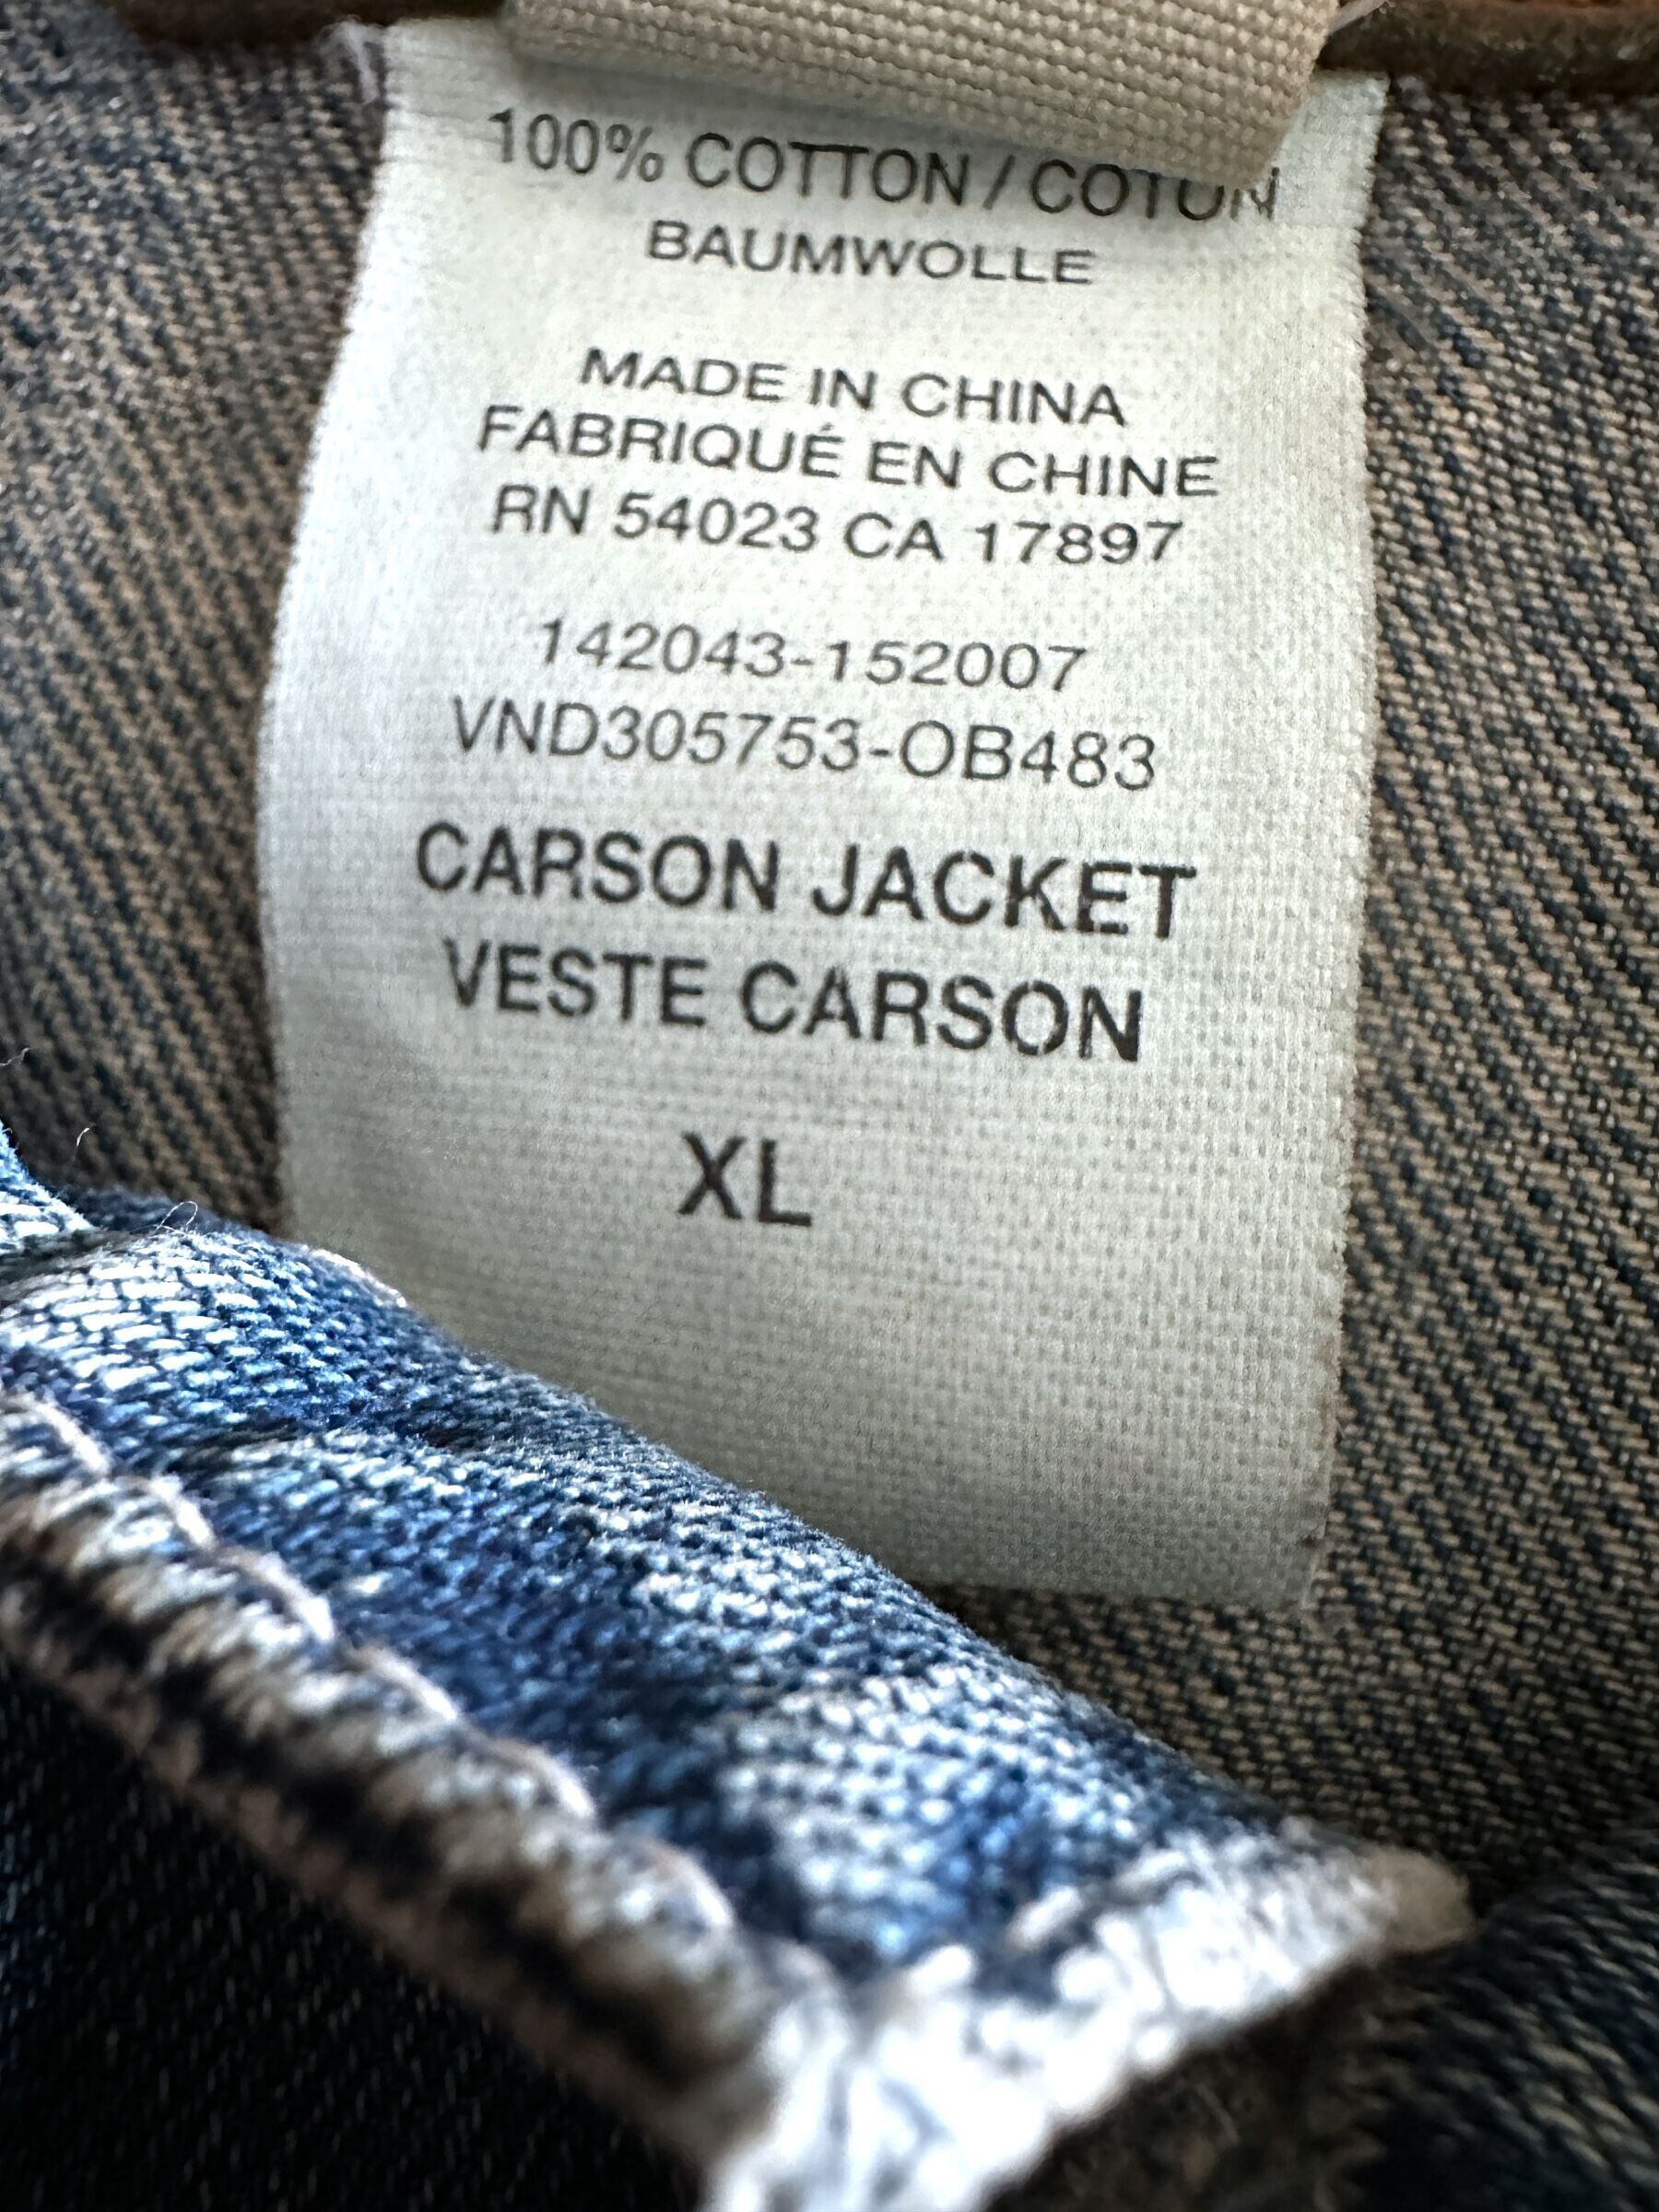 100% COTTON / COTON
BAUMWOLLE
MADE IN CHINA
FABRIQUÉ EN CHINE
RN 54023 CA 17897
142043-152007
VND305753-OB483
CARSON JACKET
VESTE CARSON
XL